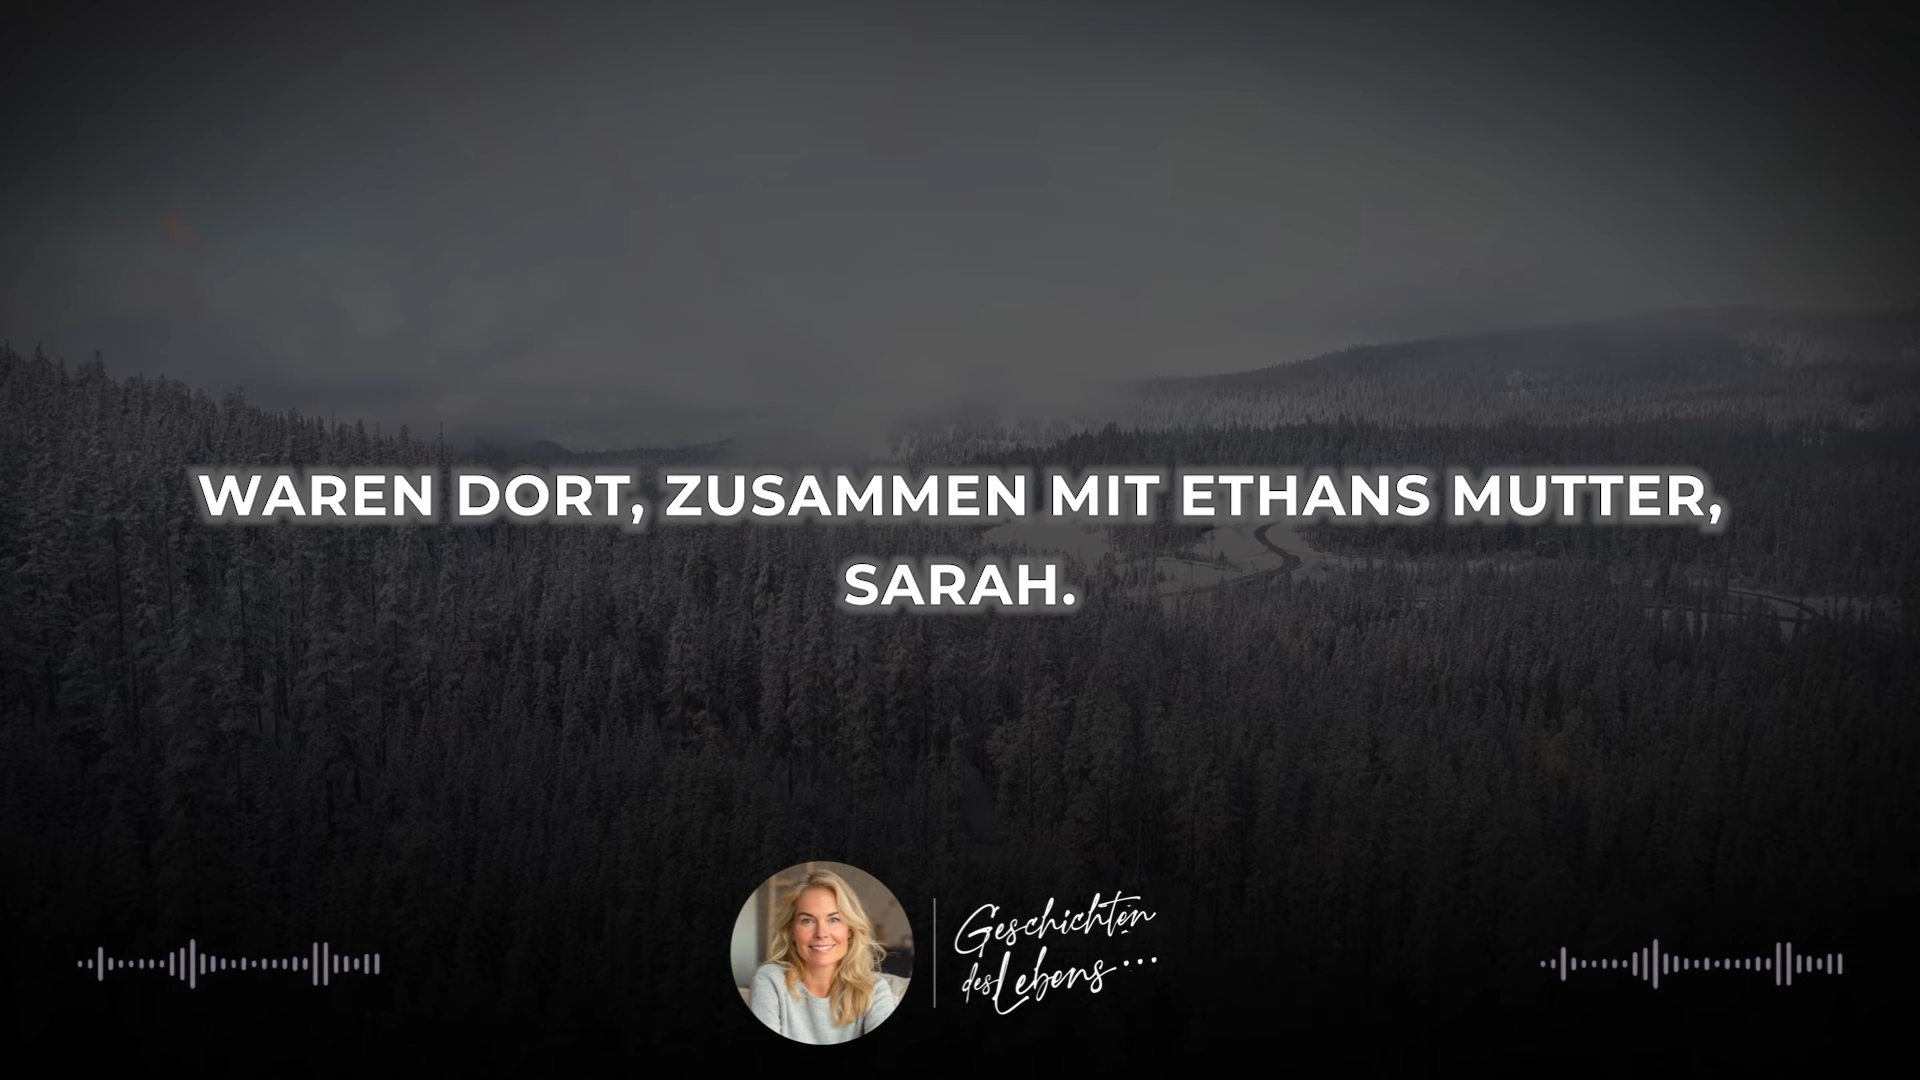 WAREN DORT, ZUSAMMEN MIT ETHANS MUTTER,
SARAH.
Geschichten
des Lebens...